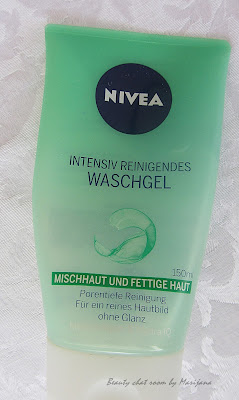 NIVEA
INTENSIV REINIGENDES
WASCHGEL
150ml
MISCHHAUT UND FETTIGE HAUT
Porentiefe Reinigung
Für ein reines Hautbild
ohne Glanz
Beauty chat room by Marijana